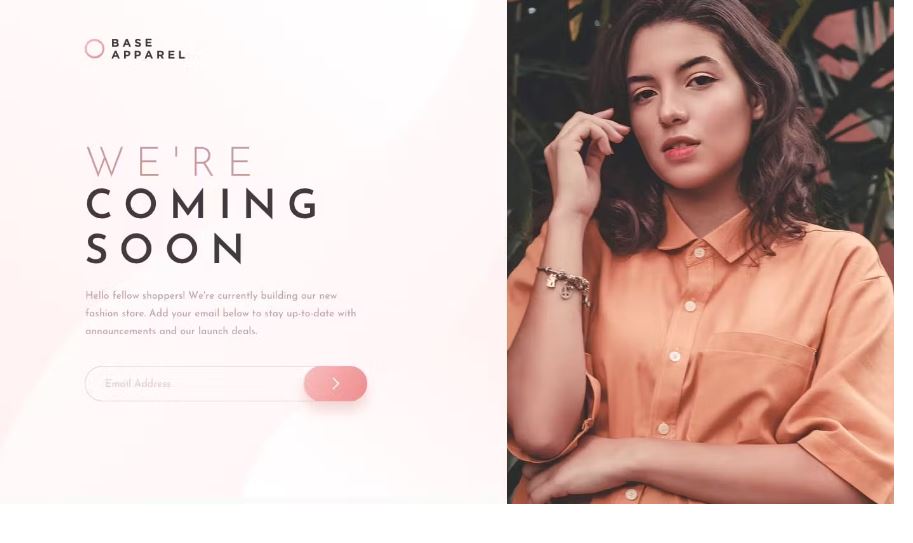 BASE
APPAREL
WE'RE
COMING
SOON
Hello fellow shoppers! We're currently building our new
fashion store. Add your email below to stay up-to-date with
announcements and our launch deals.
Email Address